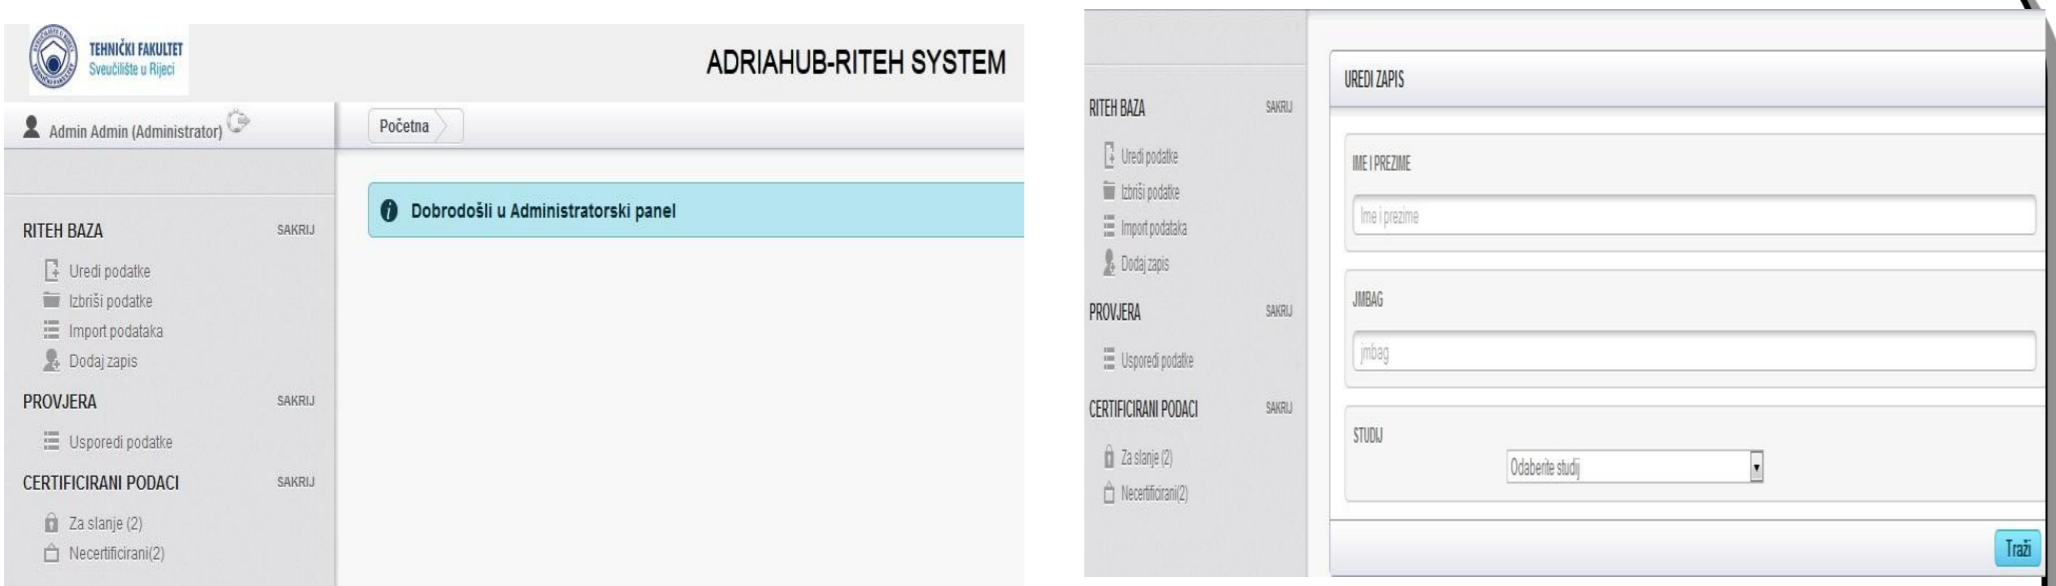 TEHNIČKI FAKULTET
Sveučilište u Rijeci
ADRIAHUB-RITEH SYSTEM
Admin Admin (Administrator)
Početna
Dobrodošli u Administratorski panel
RITEH BAZA SAKRIJ
Uredi podatke
Izbriši podatke
Import podataka
Dodaj zapis
PROVJERA SAKRIJ
Usporedi podatke
CERTIFICIRANI PODACI SAKRIJ
Za slanje (2)
Necertificirani(2)
RITEH BAZA SAKRIJ
Uredi podatke
Izbriši podatke
Import podataka
Dodaj zapis
PROVJERA SAKRIJ
Usporedi podatke
CERTIFICIRANI PODACI SAKRIJ
Za slanje (2)
Necertificirani(2)
UREDI ZAPIS
IME I PREZIME
Ime i prezime
JMBAG
jmbag
STUDIJ
Odaberite studij
Traži